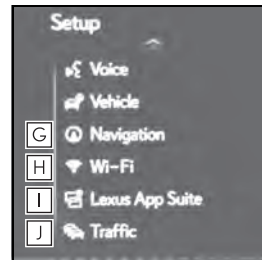 Setup
Voice
Vehicle
G Navigation
H Wi-Fi
I Lexus App Suite
J Traffic